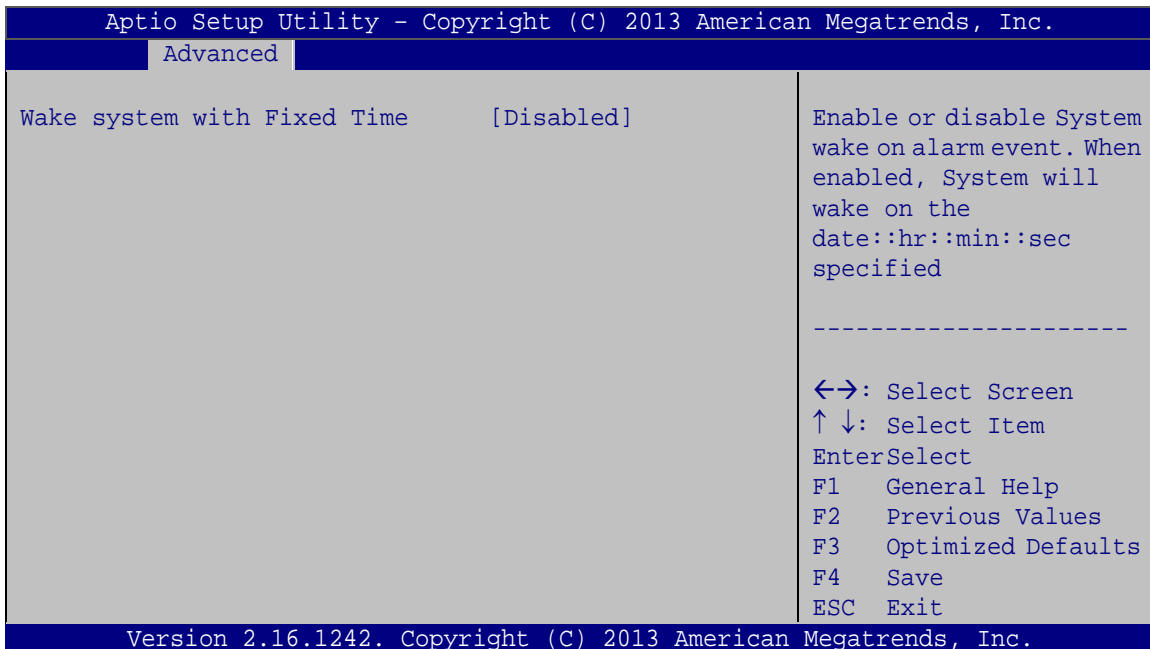 Aptio Setup Utility – Copyright (C) 2013 American Megatrends, Inc.
Advanced
Wake system with Fixed Time [Disabled]
Enable or disable System
wake on alarm event. When
enabled, System will
wake on the
date::hr::min::sec
specified
----------------------
←→: Select Screen
↑ ↓: Select Item
EnterSelect
F1 General Help
F2 Previous Values
F3 Optimized Defaults
F4 Save
ESC Exit
Version 2.16.1242. Copyright (C) 2013 American Megatrends, Inc.